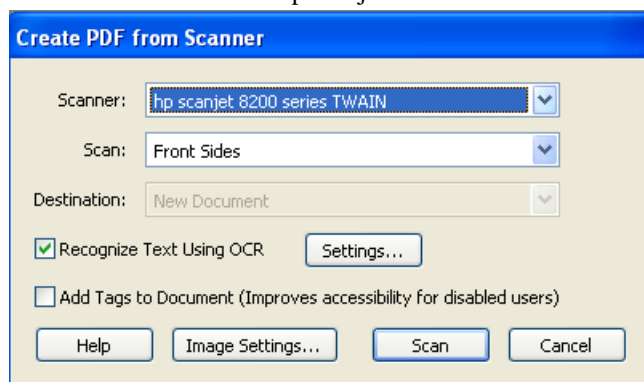 Create PDF from Scanner
Scanner: hp scanjet 8200 series TWAIN
Scan: Front Sides
Destination: New Document
Recognize Text Using OCR Settings...
Add Tags to Document (Improves accessibility for disabled users)
Help Image Settings... Scan Cancel